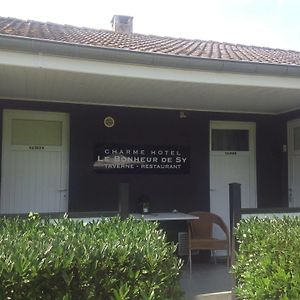 CHARME HOTEL
LE BONHEUR DE SY
TAVERNE - RESTAURANT